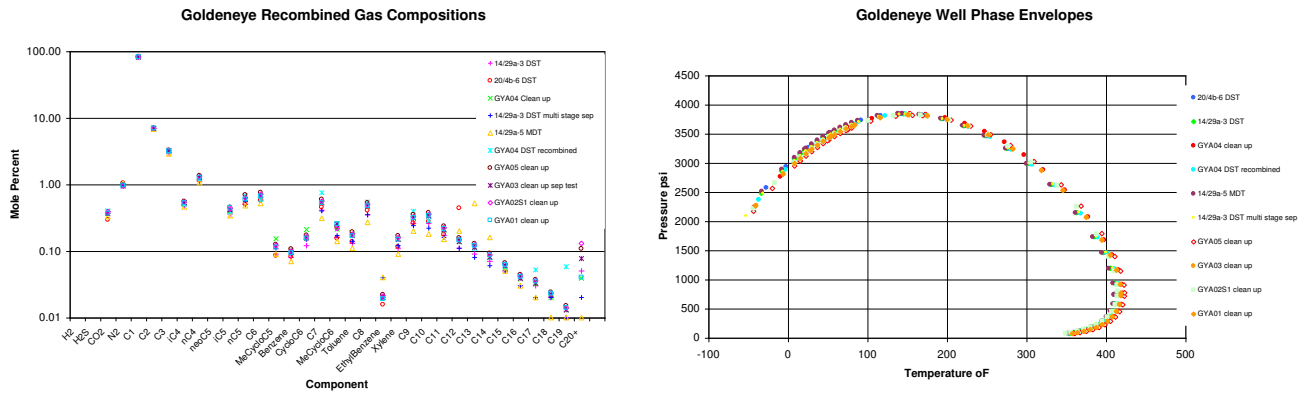 Goldeneye Recombined Gas Compositions
100.00
10.00
1.00
0.10
0.01
Mole Percent
H2
H2S
CO2
N2
C1
C2
C3
iC4
nC4
neoC5
iC5
nC5
C6
MeCycloC5
Benzene
CycloC6
C7
MeCycloC6
Toluene
C8
EthylBenzene
Xylene
C9
C10
C11
C12
C13
C14
C15
C16
C17
C18
C19
C20+
Component
14/29a-3 DST
20/4b-6 DST
GYA04 Clean up
14/29a-3 DST multi stage sep
14/29a-5 MDT
GYA04 DST recombined
GYA05 clean up
GYA03 clean up sep test
GYA02S1 clean up
GYA01 clean up
Goldeneye Well Phase Envelopes
4500
4000
3500
3000
2500
2000
1500
1000
500
0
Pressure psi
-100
0
100
200
300
400
500
Temperature oF
20/4b-6 DST
14/29a-3 DST
GYA04 clean up
GYA04 DST recombined
14/29a-5 MDT
14/29a-3 DST multi stage sep
GYA05 clean up
GYA03 clean up
GYA02S1 clean up
GYA01 clean up